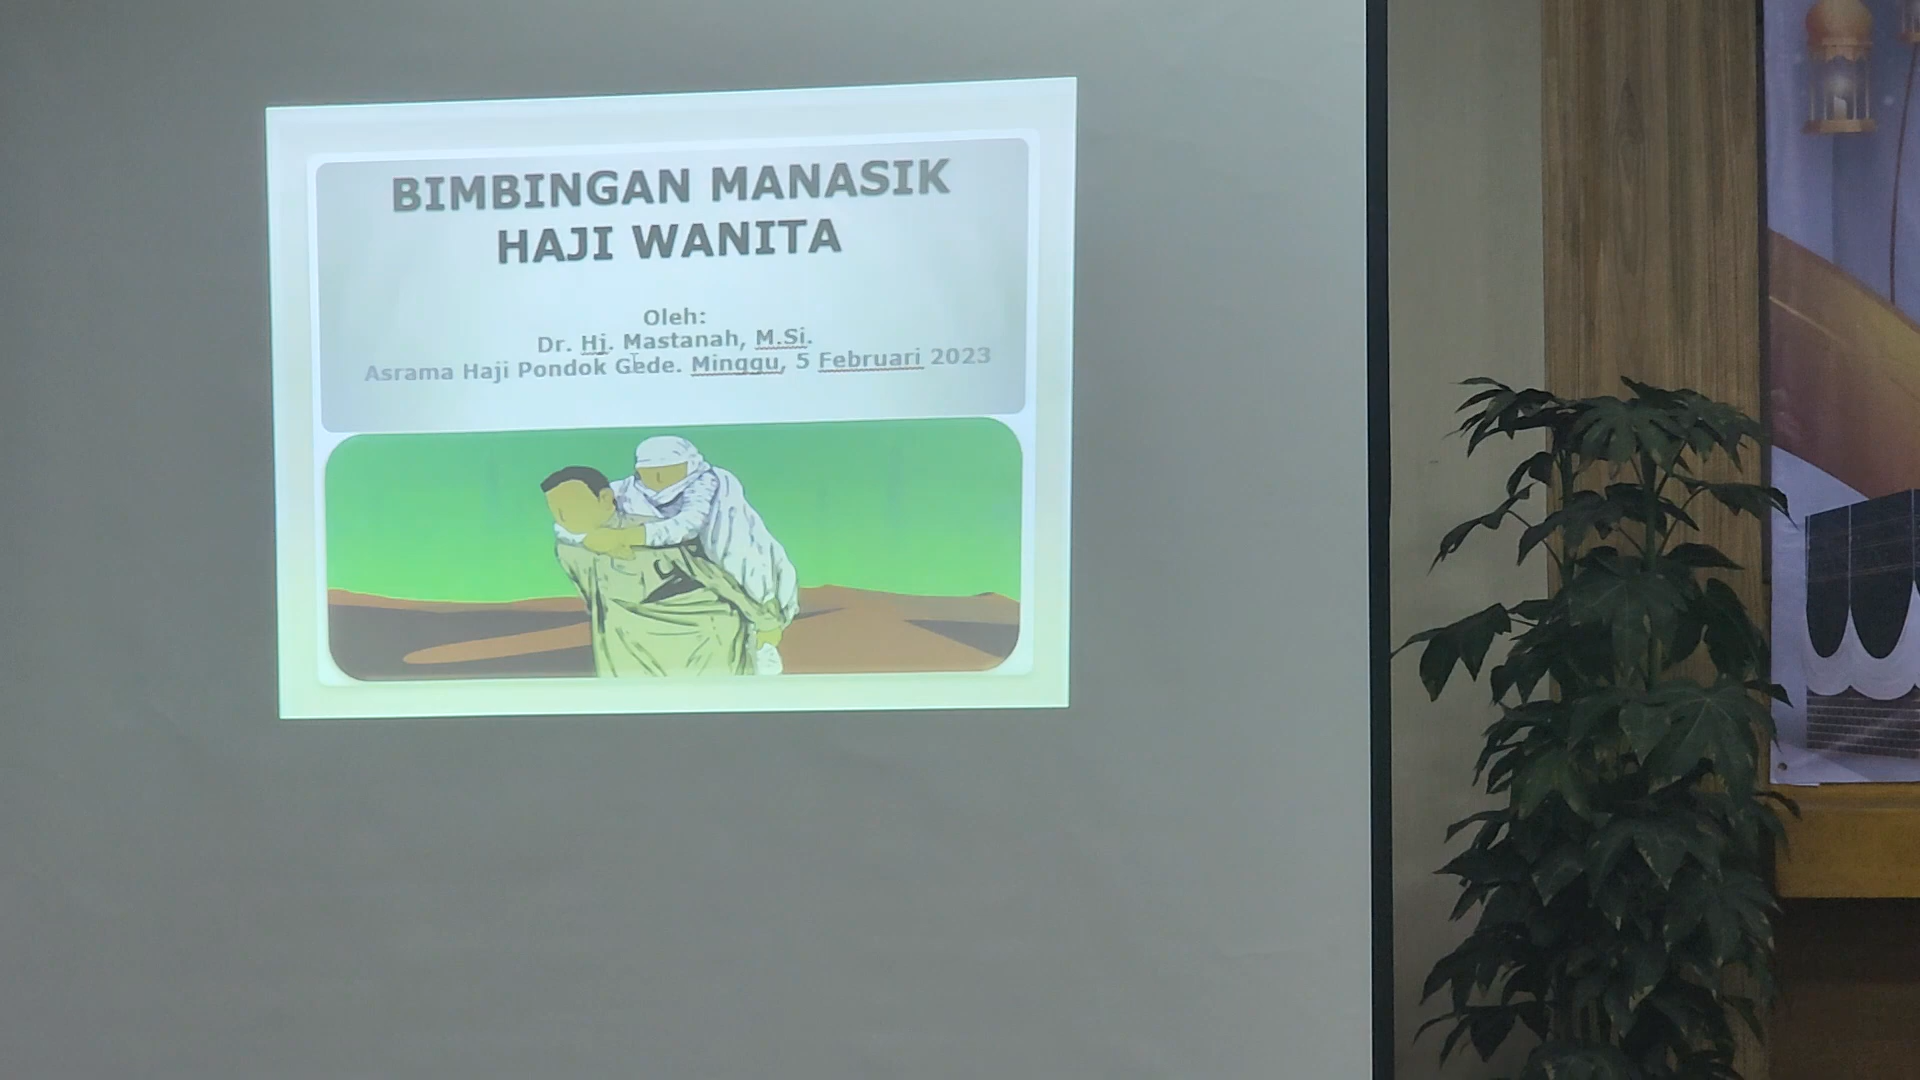 BIMBINGAN MANASIK
HAJI WANITA
Oleh:
Dr. Hj. Mastanah, M.Si.
Asrama Haji Pondok Gede. Minggu, 5 Februari 2023